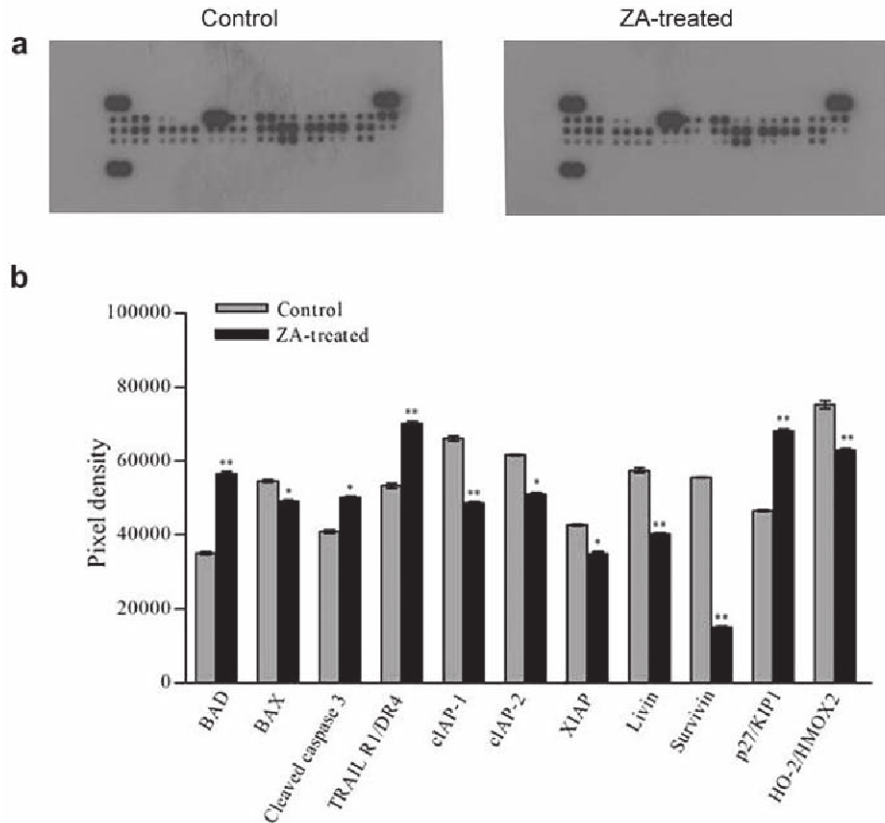 Control ZA-treated
a
b
100000
80000
60000
40000
20000
0
Pixel density
Control
ZA-treated
** * * ** ** * * ** ** ** **
BAD
BAX
Cleaved caspase 3
TRAIL R1/DR4
cIAP-1
cIAP-2
XIAP
Livin
Survivin
p27/KIP1
HO-2/HMOX2